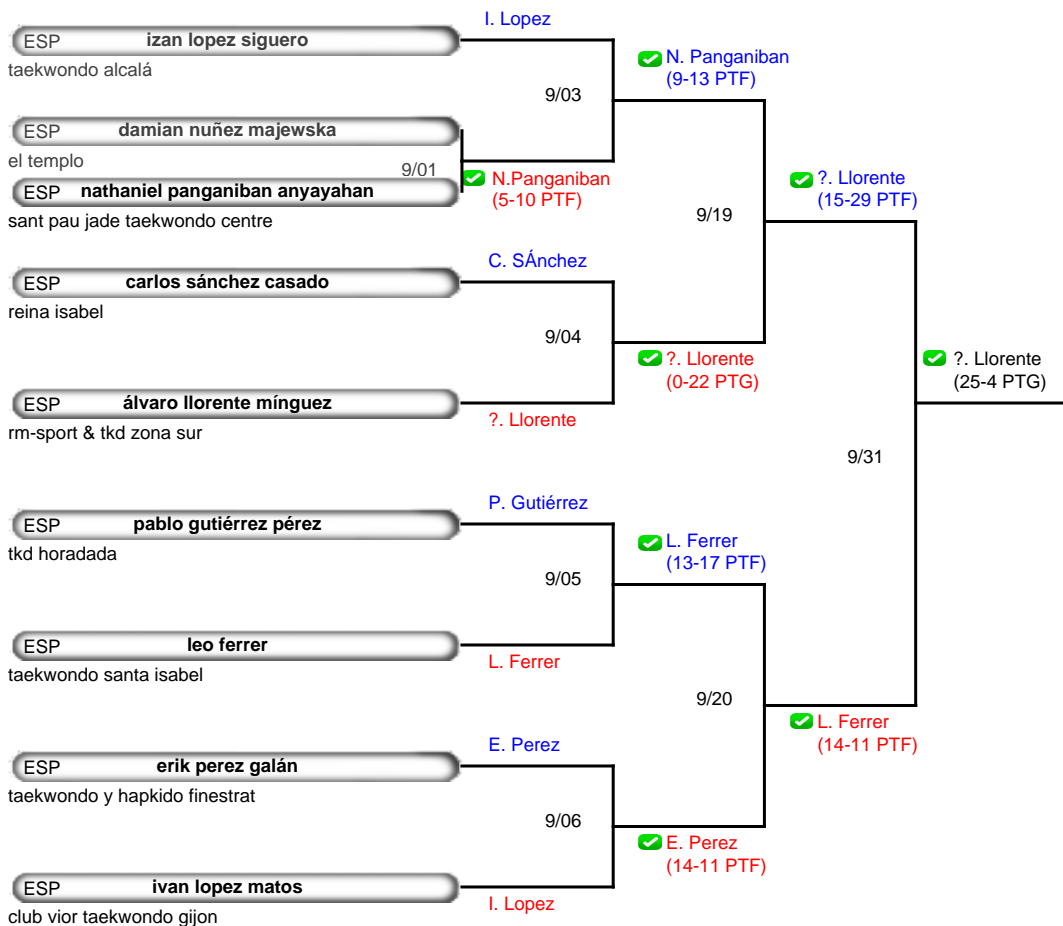 I. Lopez
ESP izan lopez siguero
taekwondo alcalá
N. Panganiban
(9-13 PTF)
9/03
ESP damian nuñez majewska
el templo
9/01
N.Panganiban
(5-10 PTF)
ESP nathaniel panganiban anyayahan
sant pau jade taekwondo centre
?. Llorente
(15-29 PTF)
9/19
C. SÁnchez
ESP carlos sánchez casado
reina isabel
9/04
?. Llorente
(0-22 PTG)
?. Llorente
(25-4 PTG)
ESP álvaro llorente mínguez
rm-sport & tkd zona sur
?. Llorente
9/31
P. Gutiérrez
ESP pablo gutiérrez pérez
tkd horadada
L. Ferrer
(13-17 PTF)
9/05
ESP leo ferrer
taekwondo santa isabel
L. Ferrer
9/20
L. Ferrer
(14-11 PTF)
E. Perez
ESP erik perez galán
taekwondo y hapkido finestrat
9/06
E. Perez
(14-11 PTF)
ESP ivan lopez matos
club vior taekwondo gijon
I. Lopez